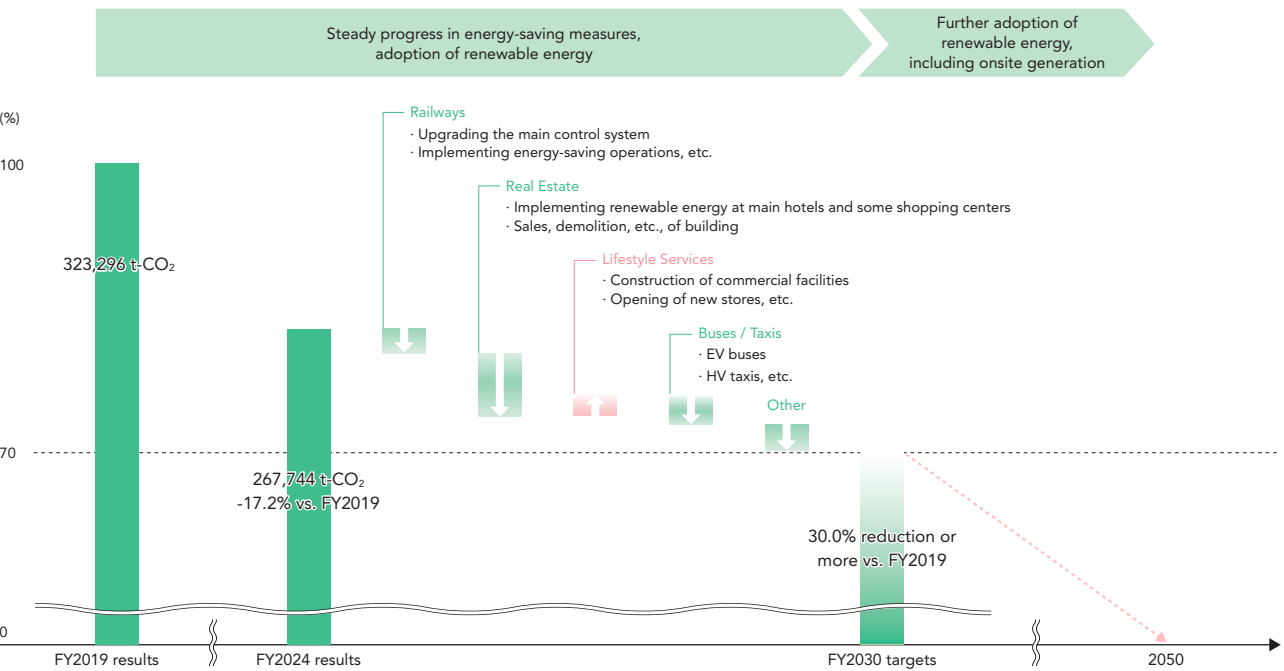 Steady progress in energy-saving measures,
adoption of renewable energy
Further adoption of
renewable energy,
including onsite generation
(%)
100
70
0
323,296 t-CO₂
267,744 t-CO₂
-17.2% vs. FY2019
Railways
· Upgrading the main control system
· Implementing energy-saving operations, etc.
Real Estate
· Implementing renewable energy at main hotels and some shopping centers
· Sales, demolition, etc., of building
Lifestyle Services
· Construction of commercial facilities
· Opening of new stores, etc.
Buses / Taxis
· EV buses
· HV taxis, etc.
Other
30.0% reduction or
more vs. FY2019
FY2019 results
FY2024 results
FY2030 targets
2050